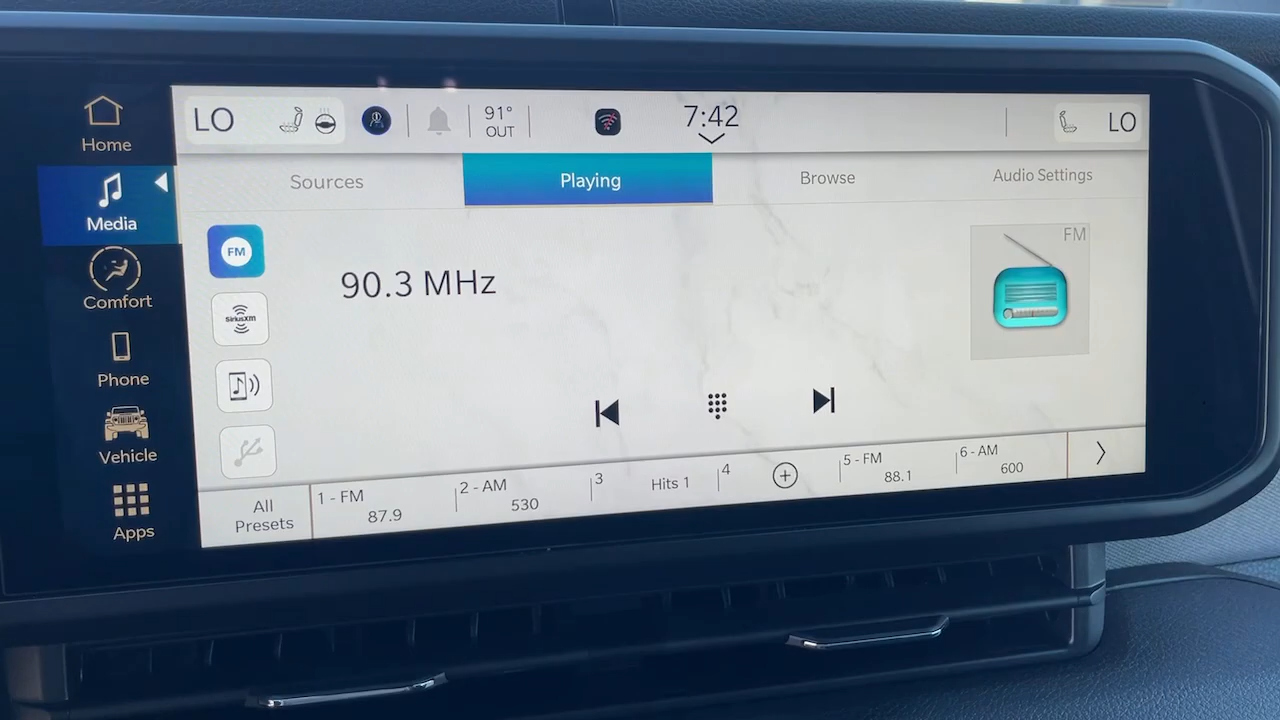 LO
91°
OUT
7:42
LO
Home
Media
Comfort
Phone
Vehicle
Apps
Sources
Playing
Browse
Audio Settings
FM
SiriusXM
90.3 MHz
FM
All
Presets
1 - FM
87.9
2 - AM
530
3
Hits 1
4
5 - FM
88.1
6 - AM
600